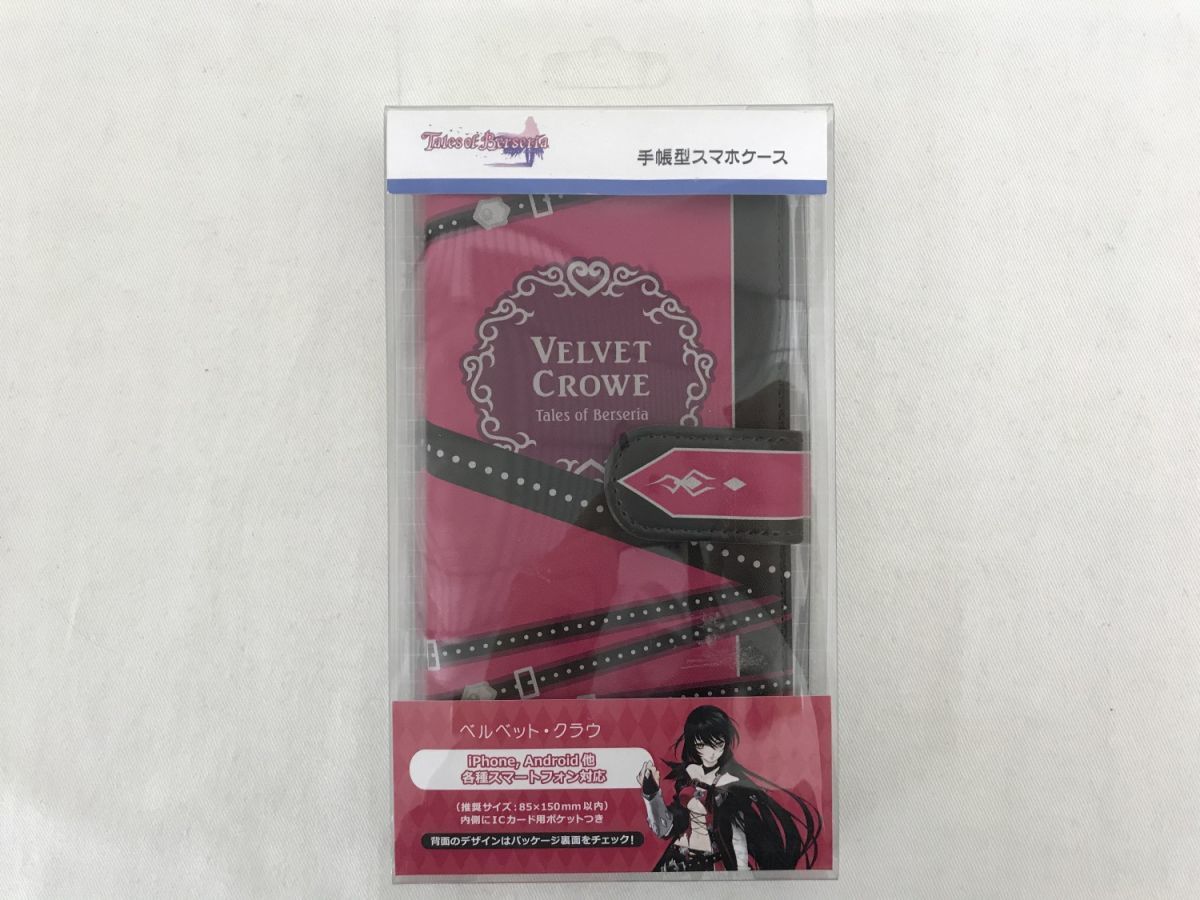 Tales of Berseria
手帳型スマホケース
VELVET
CROWE
Tales of Berseria
ベルベット・クラウ
iPhone, Android 他
各種スマートフォン対応
(推奨サイズ:85×150mm以内)
内側にICカード用ポケットつき
背面のデザインはパッケージ裏面をチェック!